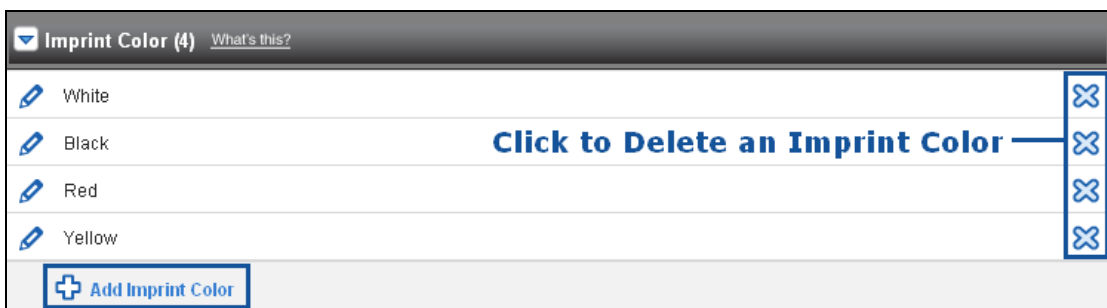 Imprint Color (4) What's this?
White
Black Click to Delete an Imprint Color
Red
Yellow
Add Imprint Color